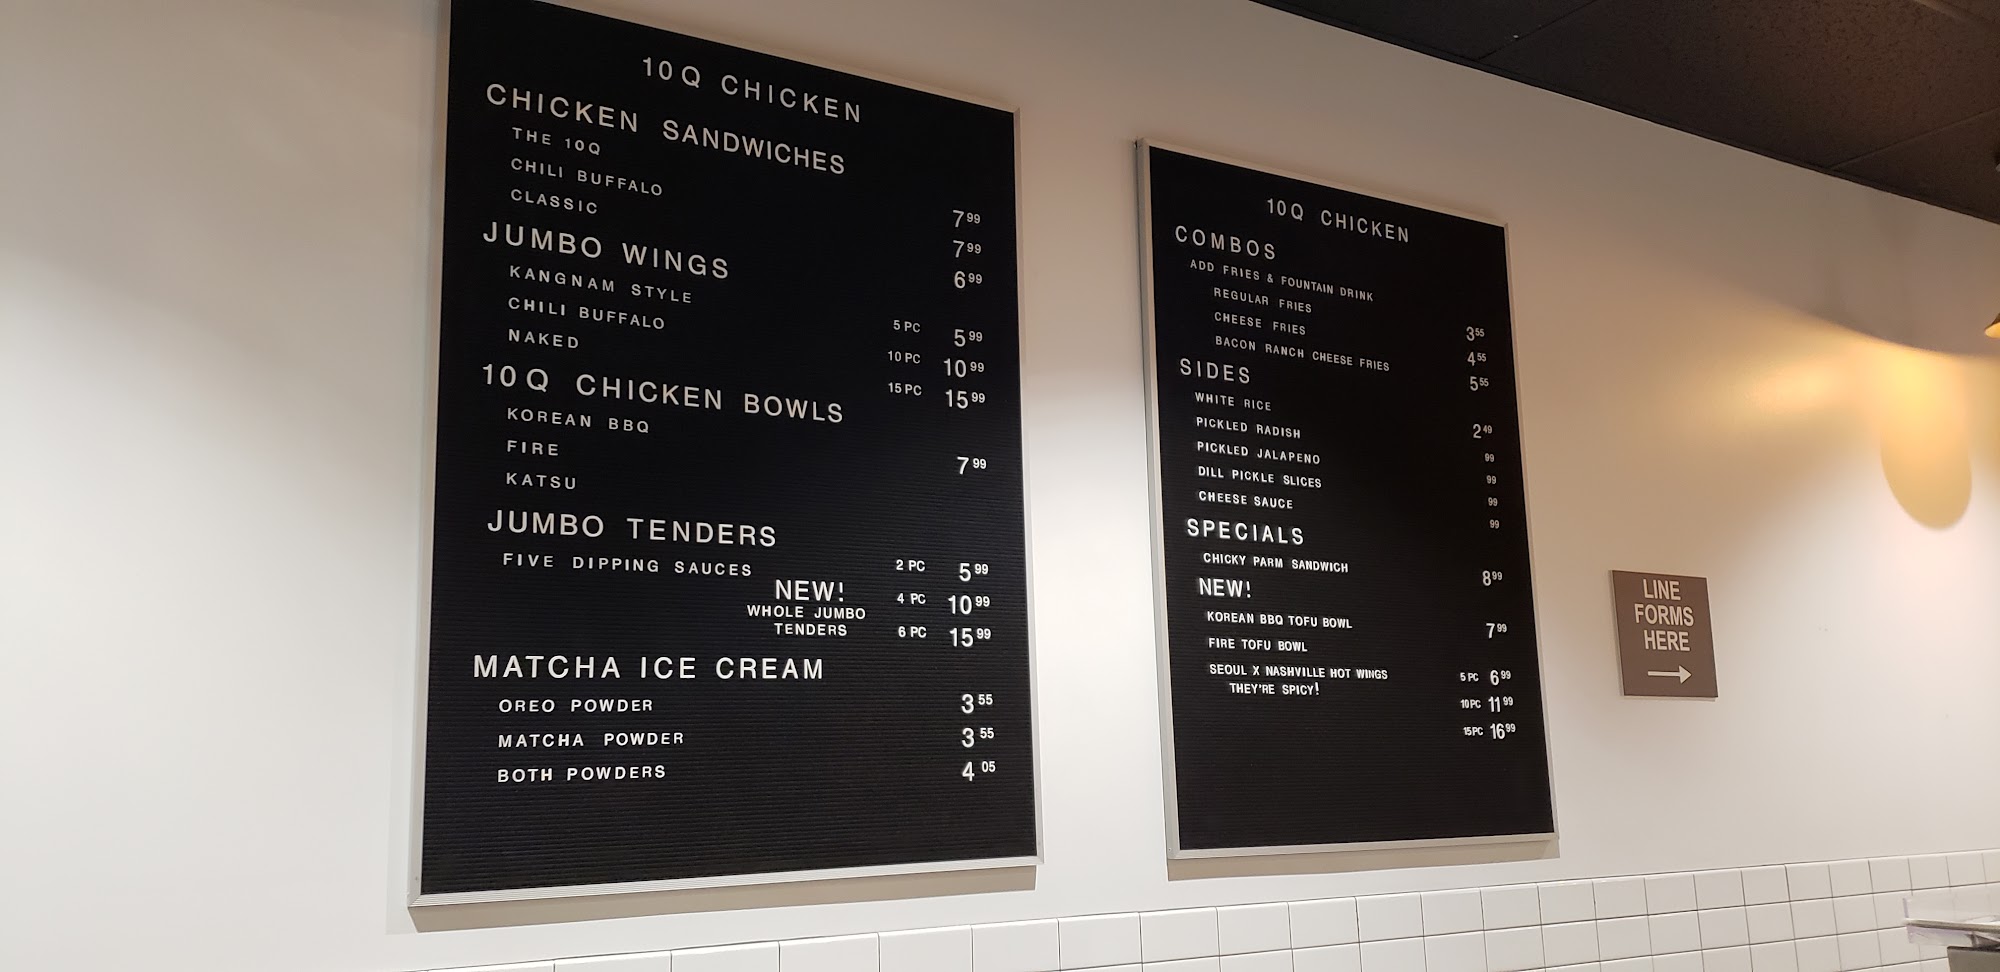 10 Q CHICKEN
CHICKEN SANDWICHES
THE 10Q 7 99
CHILI BUFFALO 7 99
CLASSIC 6 99
JUMBO WINGS
KANGNAM STYLE 5 PC 5 99
CHILI BUFFALO 10 PC 10 99
NAKED 15 PC 15 99
10 Q CHICKEN BOWLS
KOREAN BBQ 7 99
FIRE
KATSU
JUMBO TENDERS
FIVE DIPPING SAUCES 2 PC 5 99
NEW! 4 PC 10 99
WHOLE JUMBO
TENDERS 6 PC 15 99
MATCHA ICE CREAM
OREO POWDER 3 55
MATCHA POWDER 3 55
BOTH POWDERS 4 05
10 Q CHICKEN
COMBOS
ADD FRIES & FOUNTAIN DRINK
REGULAR FRIES 3 55
CHEESE FRIES 4 55
BACON RANCH CHEESE FRIES 5 55
SIDES
WHITE RICE 2 49
PICKLED RADISH 99
PICKLED JALAPENO 99
DILL PICKLE SLICES 99
CHEESE SAUCE 99
SPECIALS
CHICKY PARM SANDWICH 8 99
NEW!
KOREAN BBQ TOFU BOWL 7 99
FIRE TOFU BOWL
SEOUL X NASHVILLE HOT WINGS 5 PC 6 99
THEY'RE SPICY! 10 PC 11 99
15 PC 16 99
LINE
FORMS
HERE